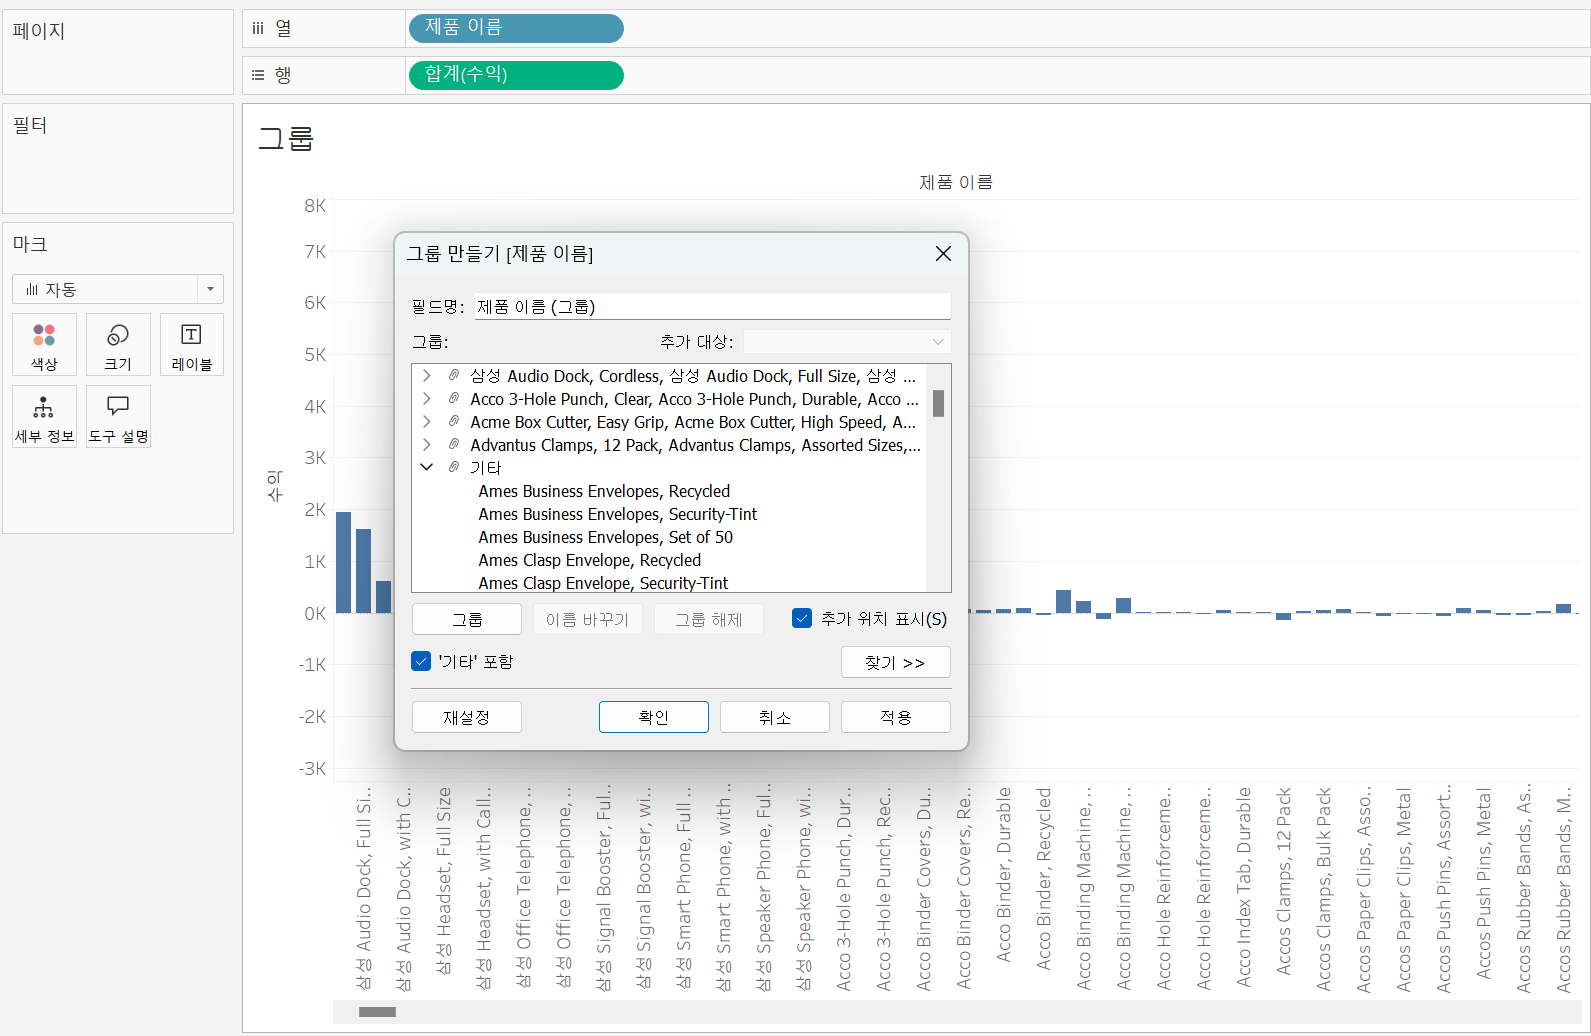 페이지
열
제품 이름
행
합계(수익)
필터
마크
자동
색상
크기
레이블
세부 정보
도구 설명
그룹
제품 이름
8K
7K
6K
5K
4K
3K
2K
1K
0K
-1K
-2K
-3K
수익
그룹 만들기 [제품 이름]
필드명: 제품 이름 (그룹)
그룹: 추가 대상:
삼성 Audio Dock, Cordless, 삼성 Audio Dock, Full Size, 삼성 ...
Acco 3-Hole Punch, Clear, Acco 3-Hole Punch, Durable, Acco ...
Acme Box Cutter, Easy Grip, Acme Box Cutter, High Speed, A...
Advantus Clamps, 12 Pack, Advantus Clamps, Assorted Sizes,...
기타
Ames Business Envelopes, Recycled
Ames Business Envelopes, Security-Tint
Ames Business Envelopes, Set of 50
Ames Clasp Envelope, Recycled
Ames Clasp Envelope, Security-Tint
그룹 이름 바꾸기 그룹 해제 추가 위치 표시(S)
'기타' 포함 찾기 >>
재설정 확인 취소 적용
삼성 Audio Dock, Full Si..
삼성 Audio Dock, with C..
삼성 Headset, Full Size
삼성 Headset, with Call..
삼성 Office Telephone, ..
삼성 Office Telephone, ..
삼성 Signal Booster, Ful..
삼성 Signal Booster, wi..
삼성 Smart Phone, Full ..
삼성 Smart Phone, with ..
삼성 Speaker Phone, Ful..
삼성 Speaker Phone, wi..
Acco 3-Hole Punch, Dur..
Acco 3-Hole Punch, Rec..
Acco Binder Covers, Du..
Acco Binder Covers, Re..
Acco Binder, Durable
Acco Binder, Recycled
Acco Binding Machine, ..
Acco Binding Machine, ..
Acco Hole Reinforceme..
Acco Hole Reinforceme..
Acco Index Tab, Durable
Accos Clamps, 12 Pack
Accos Clamps, Bulk Pack
Accos Paper Clips, Asso..
Accos Paper Clips, Metal
Accos Push Pins, Assort..
Accos Push Pins, Metal
Accos Rubber Bands, As..
Accos Rubber Bands, M..